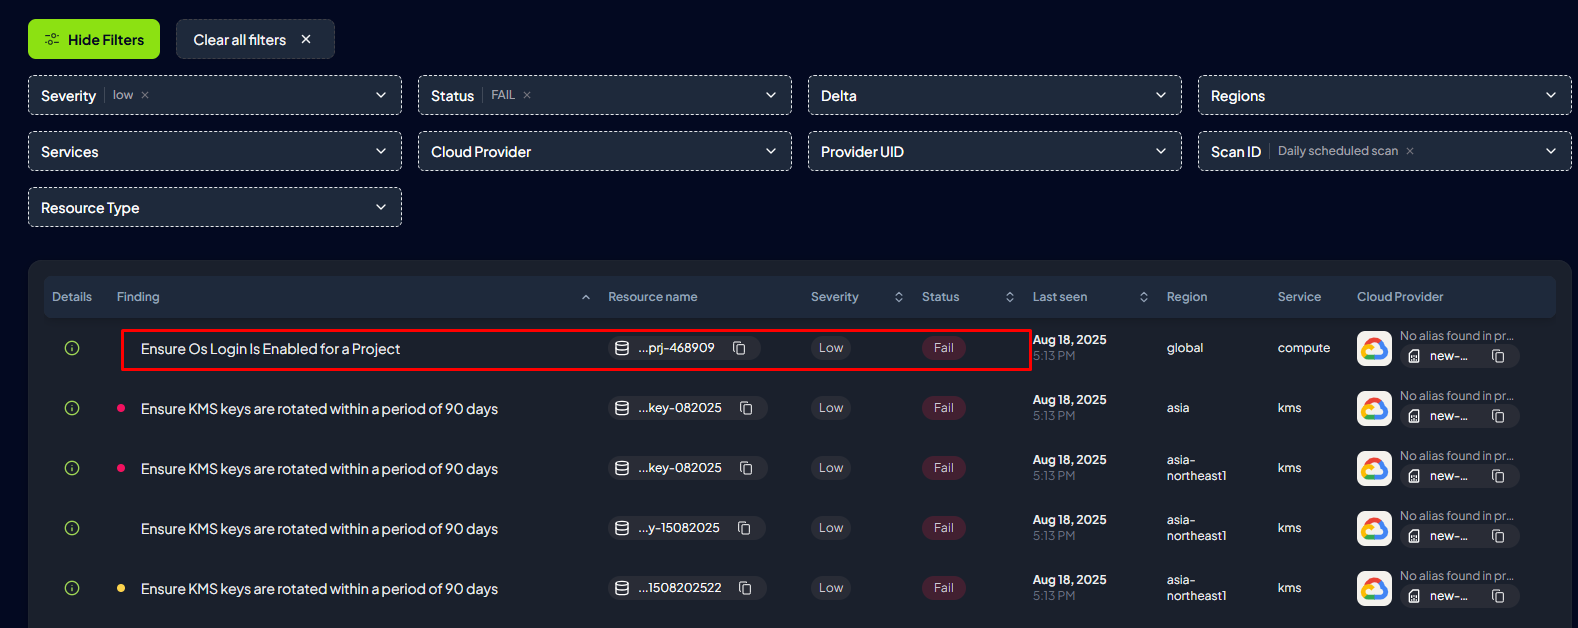 Hide Filters
Clear all filters ×
Severity low ×
Status FAIL ×
Delta
Regions
Services
Cloud Provider
Provider UID
Scan ID Daily scheduled scan ×
Resource Type
Details Finding Resource name Severity Status Last seen Region Service Cloud Provider
Ensure Os Login Is Enabled for a Project ...prj-468909 Low Fail Aug 18, 2025 5:13 PM global compute No alias found in pr... new-...
Ensure KMS keys are rotated within a period of 90 days ...key-082025 Low Fail Aug 18, 2025 5:13 PM asia kms No alias found in pr... new-...
Ensure KMS keys are rotated within a period of 90 days ...key-082025 Low Fail Aug 18, 2025 5:13 PM asia-northeast1 kms No alias found in pr... new-...
Ensure KMS keys are rotated within a period of 90 days ...y-15082025 Low Fail Aug 18, 2025 5:13 PM asia-northeast1 kms No alias found in pr... new-...
Ensure KMS keys are rotated within a period of 90 days ...1508202522 Low Fail Aug 18, 2025 5:13 PM asia-northeast1 kms No alias found in pr... new-...